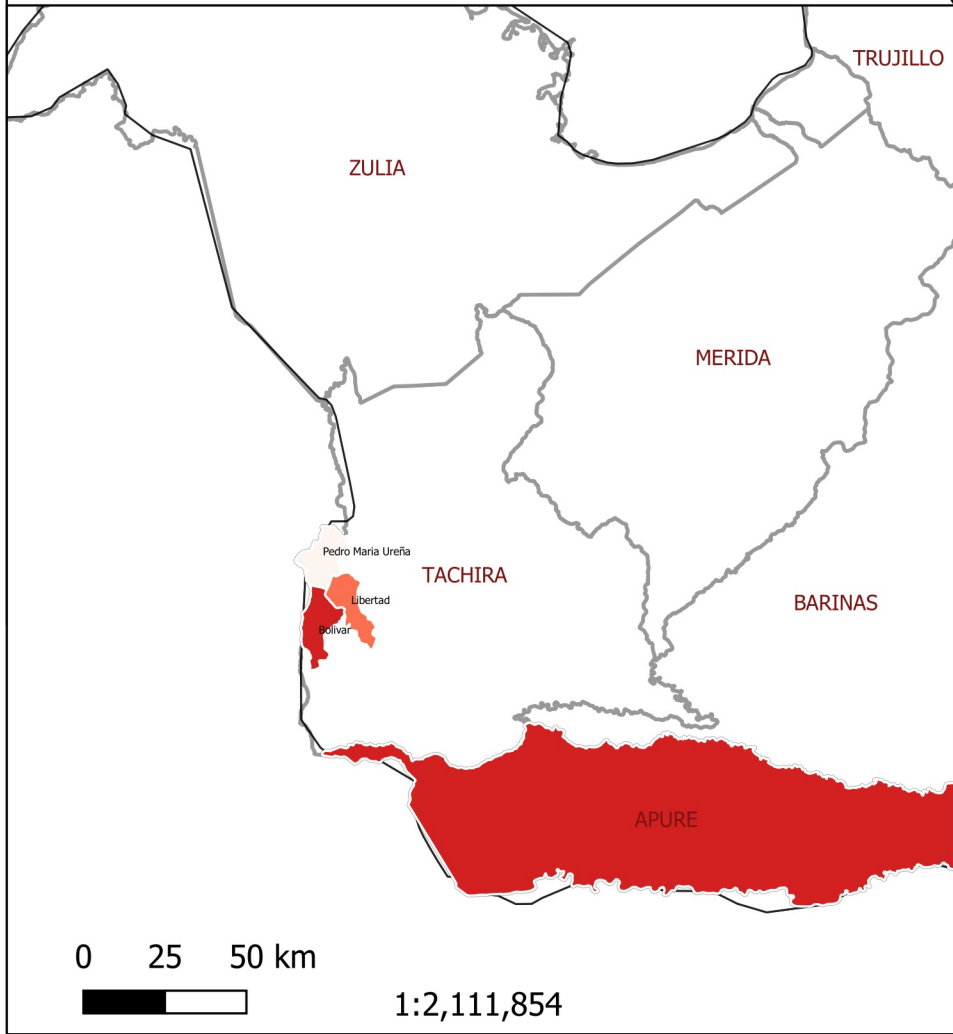 TRUJILLO
ZULIA
MERIDA
Pedro Maria Ureña
TACHIRA
Libertad
BARINAS
Bolivar
APURE
0 25 50 km
1:2,111,854